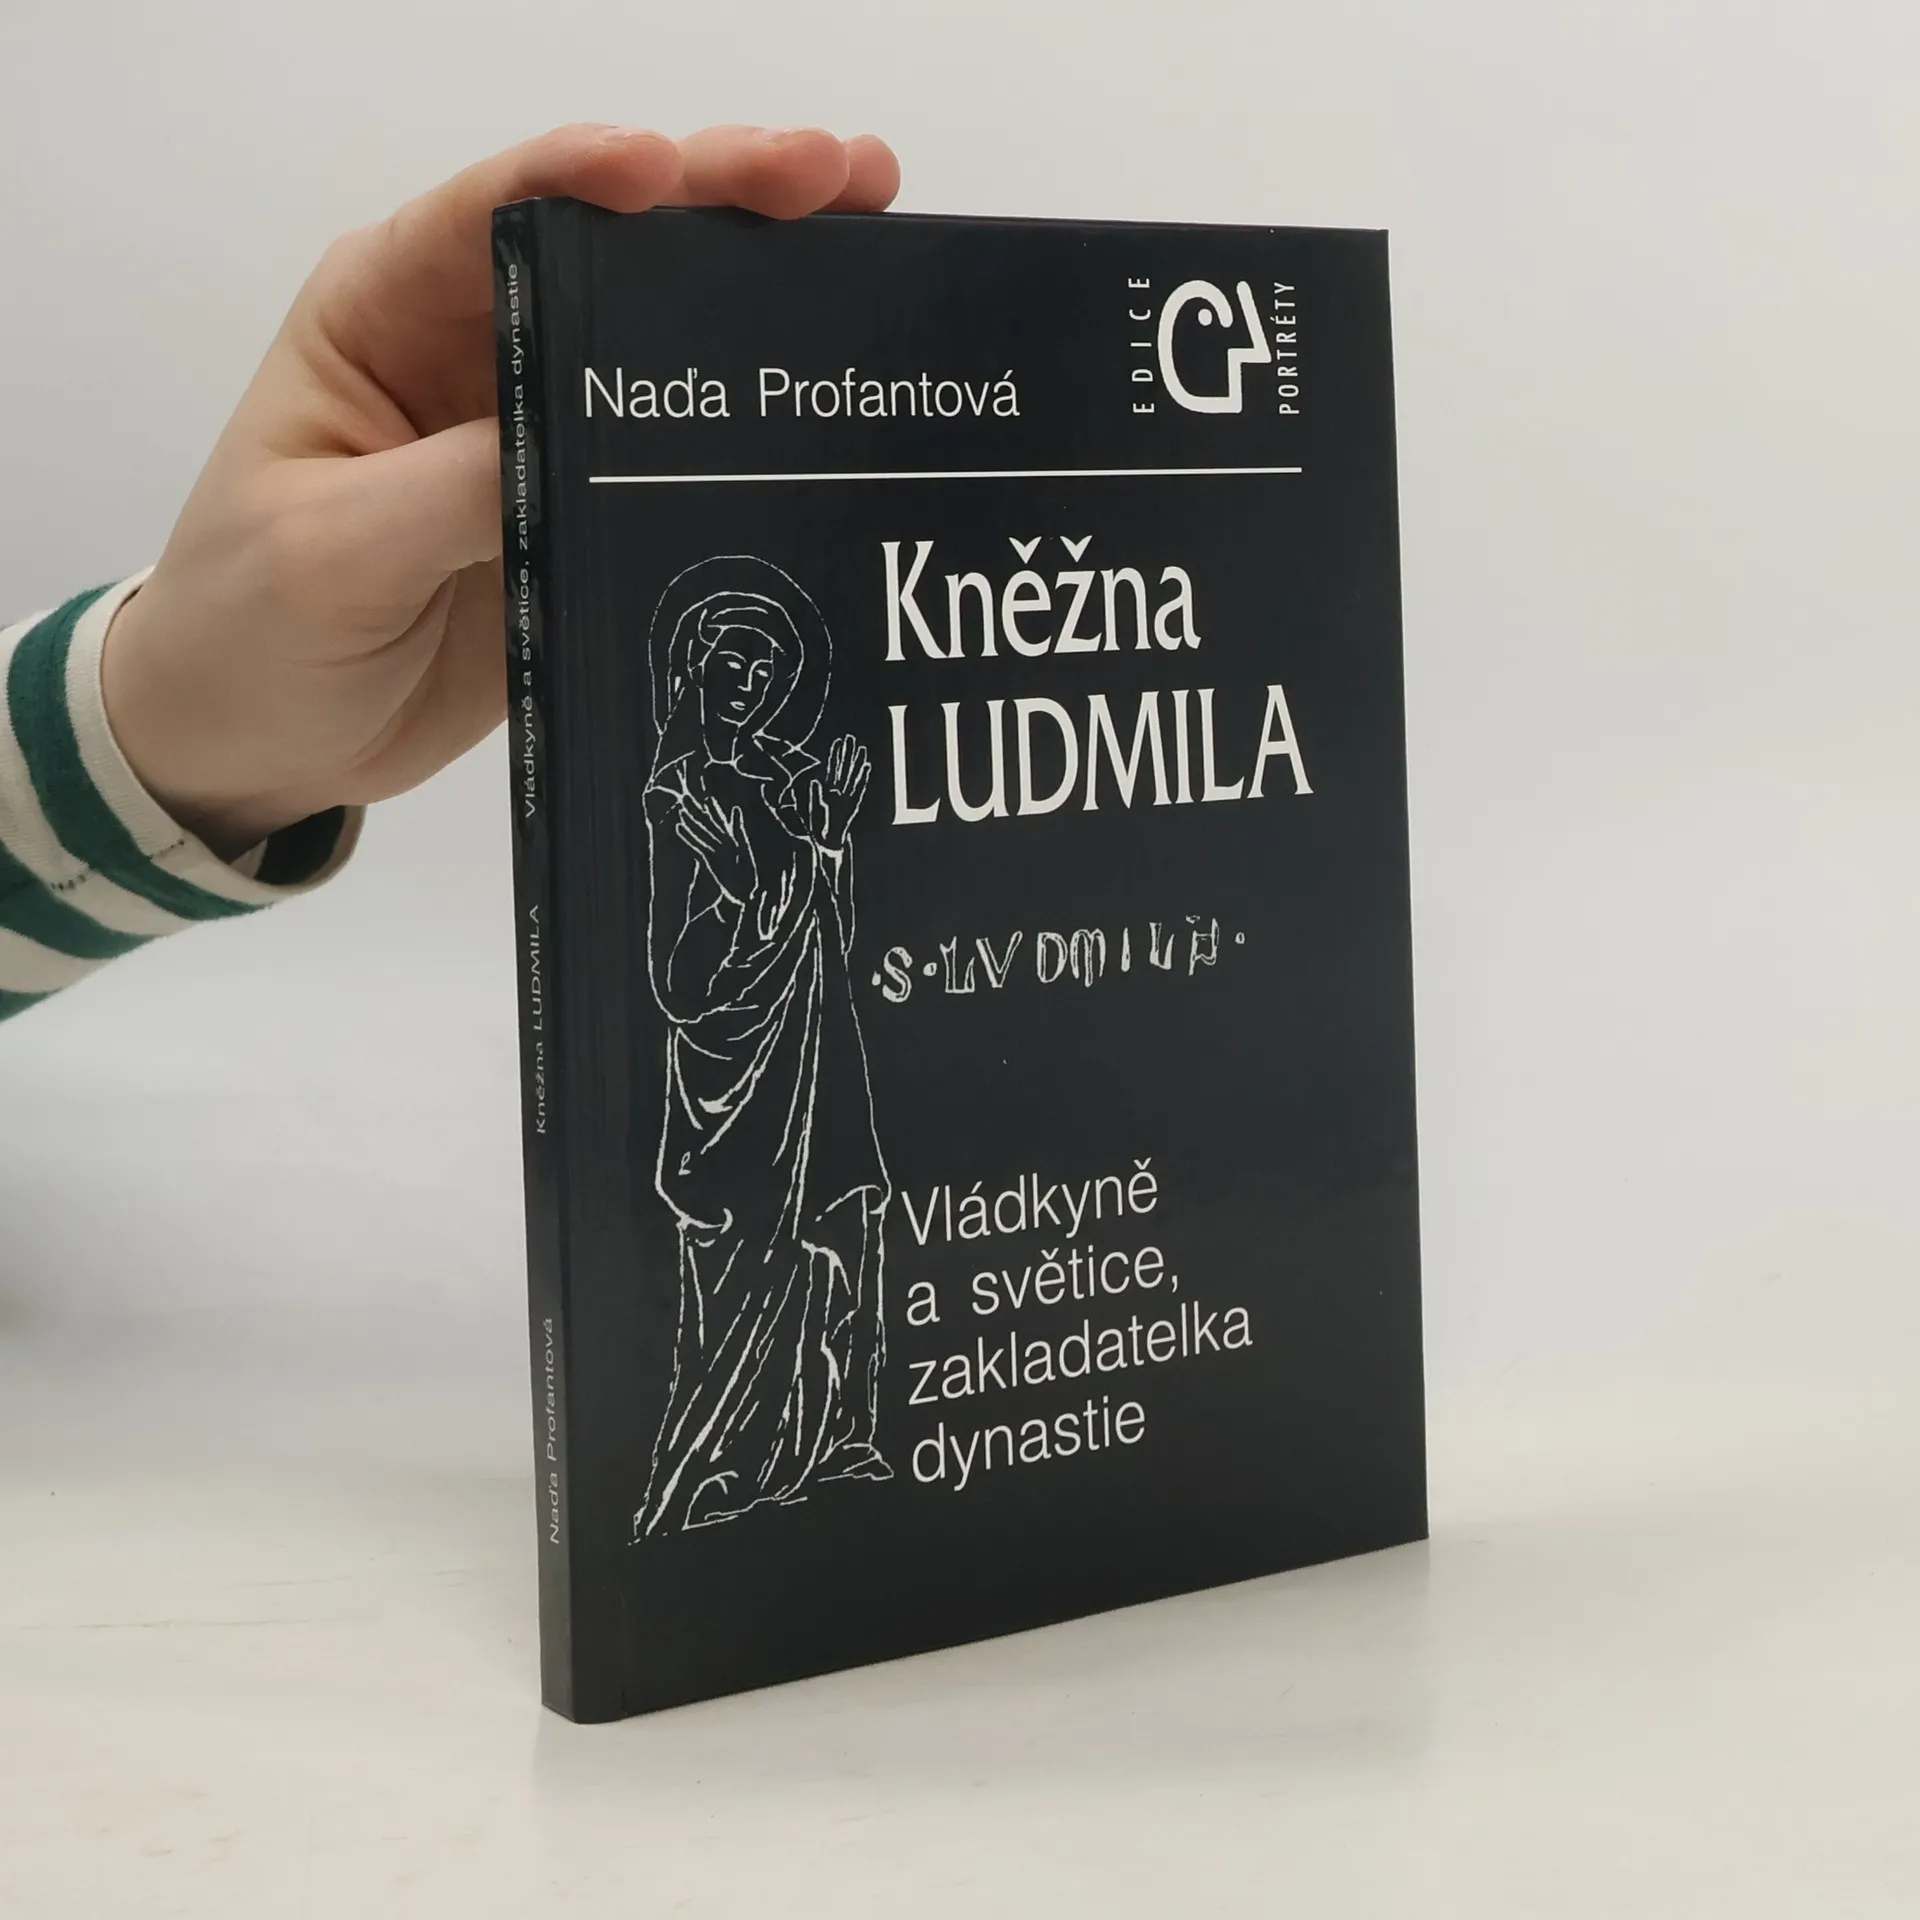 Naďa Profantová
EDICE
PORTRÉTY
Kněžna
LUDMILA
·S·LVDMILA·
Vládkyně
a světice,
zakladatelka
dynastie
Naďa Profantová Kněžna LUDMILA Vládkyně a světice, zakladatelka dynastie